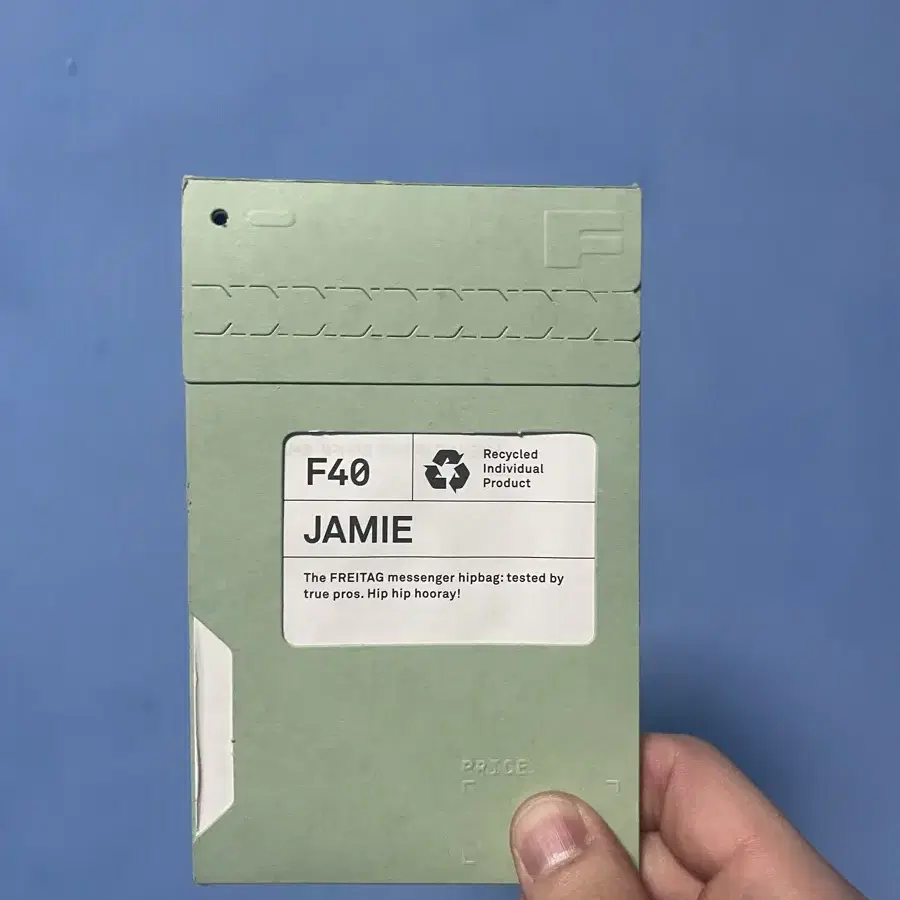 F40
Recycled
Individual
Product
JAMIE
The FREITAG messenger hipbag: tested by
true pros. Hip hip hooray!
PRICE